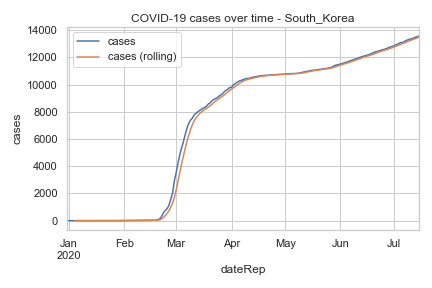 COVID-19 cases over time - South_Korea
cases
cases (rolling)
14000
12000
10000
8000
6000
4000
2000
0
cases
Jan Feb Mar Apr May Jun Jul
2020
dateRep